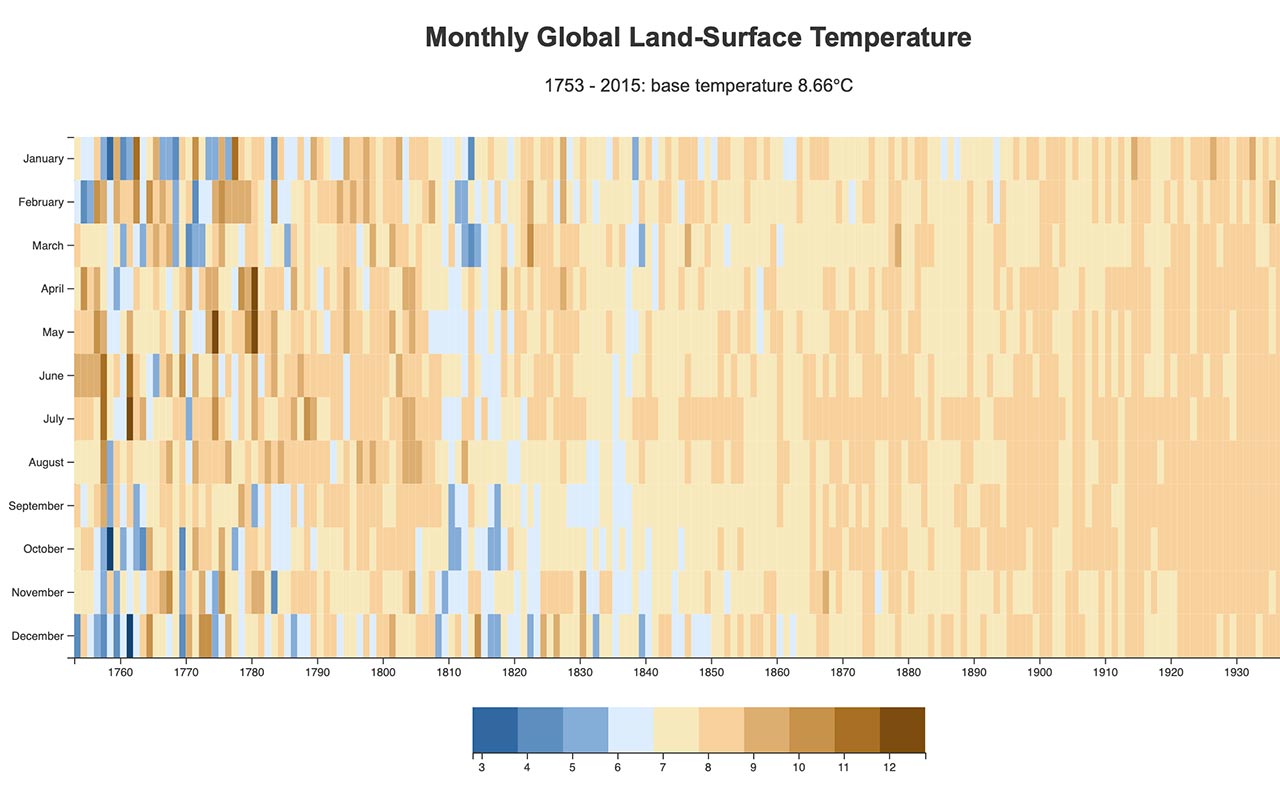 Monthly Global Land-Surface Temperature
1753 - 2015: base temperature 8.66℃
January
February
March
April
May
June
July
August
September
October
November
December
1760 1770 1780 1790 1800 1810 1820 1830 1840 1850 1860 1870 1880 1890 1900 1910 1920 1930
3 4 5 6 7 8 9 10 11 12